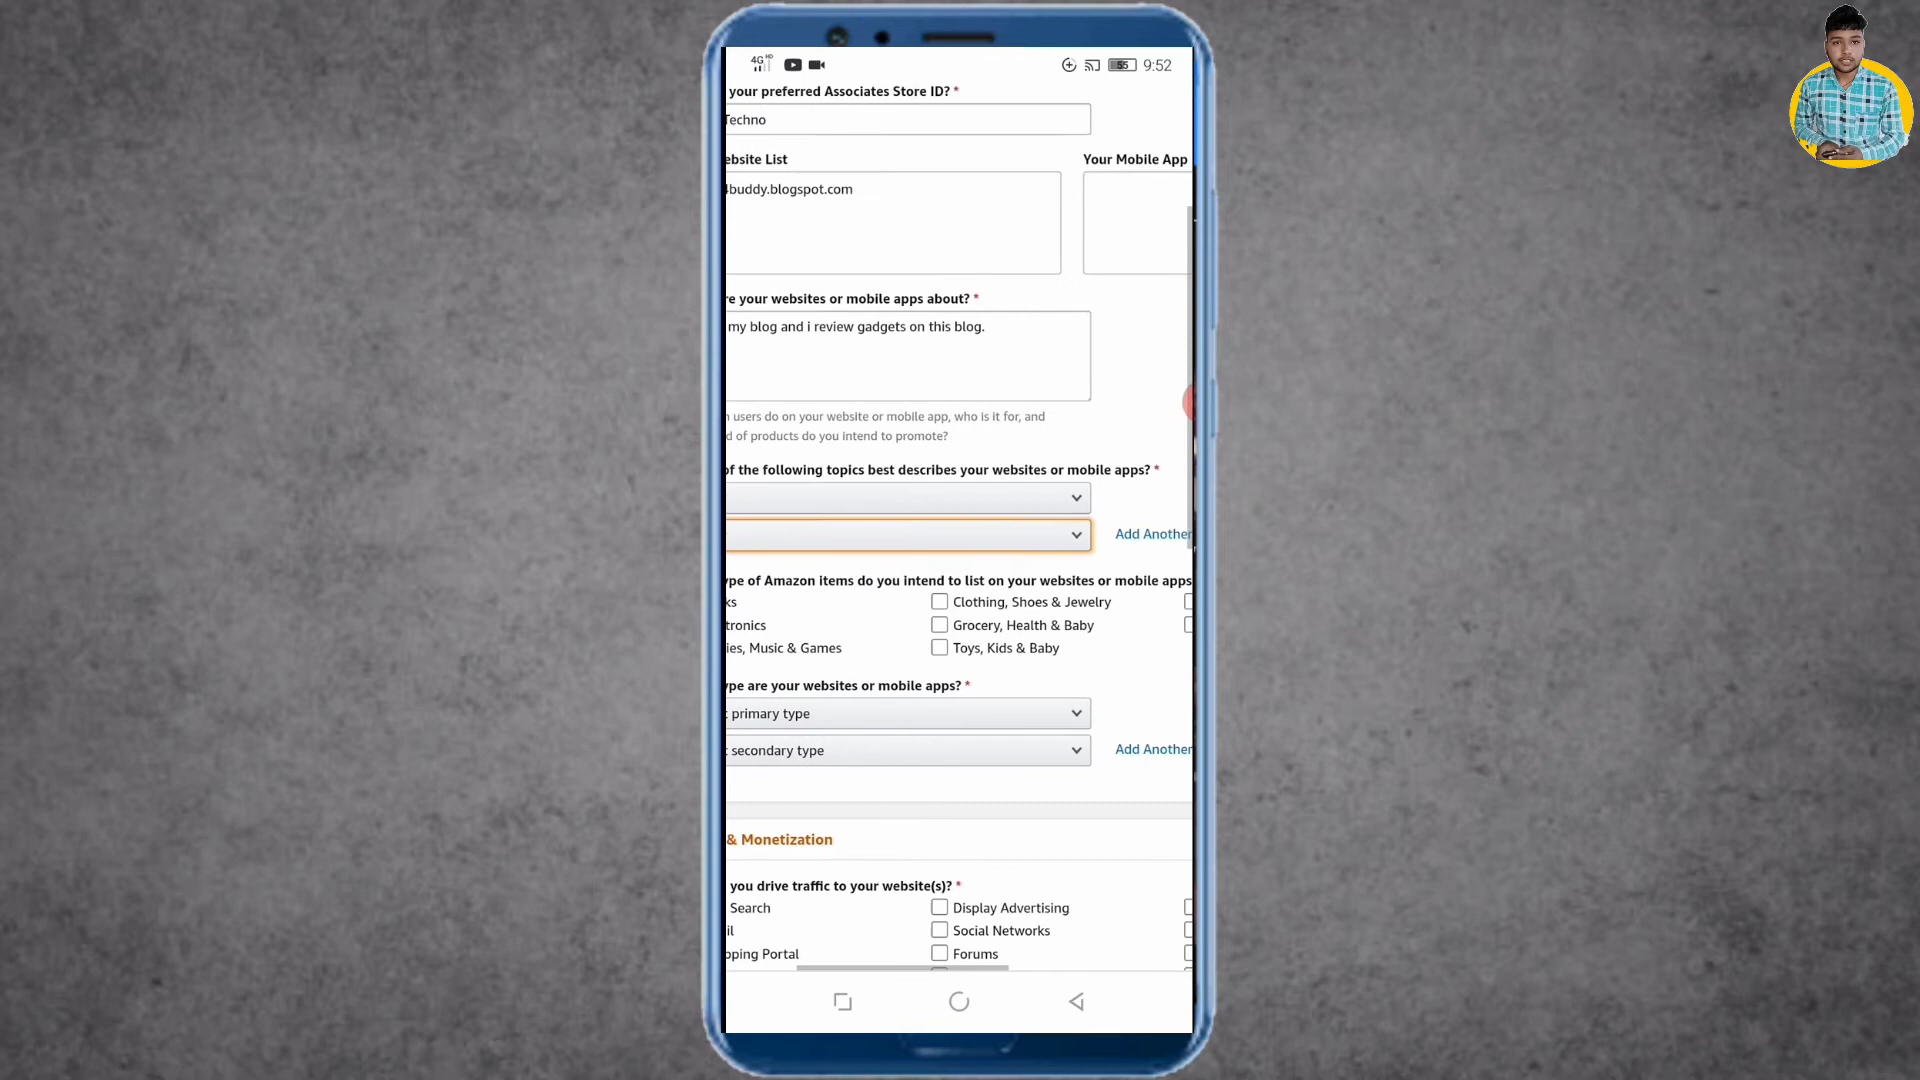 4G HD 55 9:52
your preferred Associates Store ID? *
Techno
ebsite List Your Mobile App
4buddy.blogspot.com
re your websites or mobile apps about? *
my blog and i review gadgets on this blog.
n users do on your website or mobile app, who is it for, and
d of products do you intend to promote?
of the following topics best describes your websites or mobile apps? *
Add Another
ype of Amazon items do you intend to list on your websites or mobile apps
ks Clothing, Shoes & Jewelry
tronics Grocery, Health & Baby
ies, Music & Games Toys, Kids & Baby
ype are your websites or mobile apps? *
t primary type
t secondary type Add Another
& Monetization
you drive traffic to your website(s)? *
Search Display Advertising
il Social Networks
pping Portal Forums